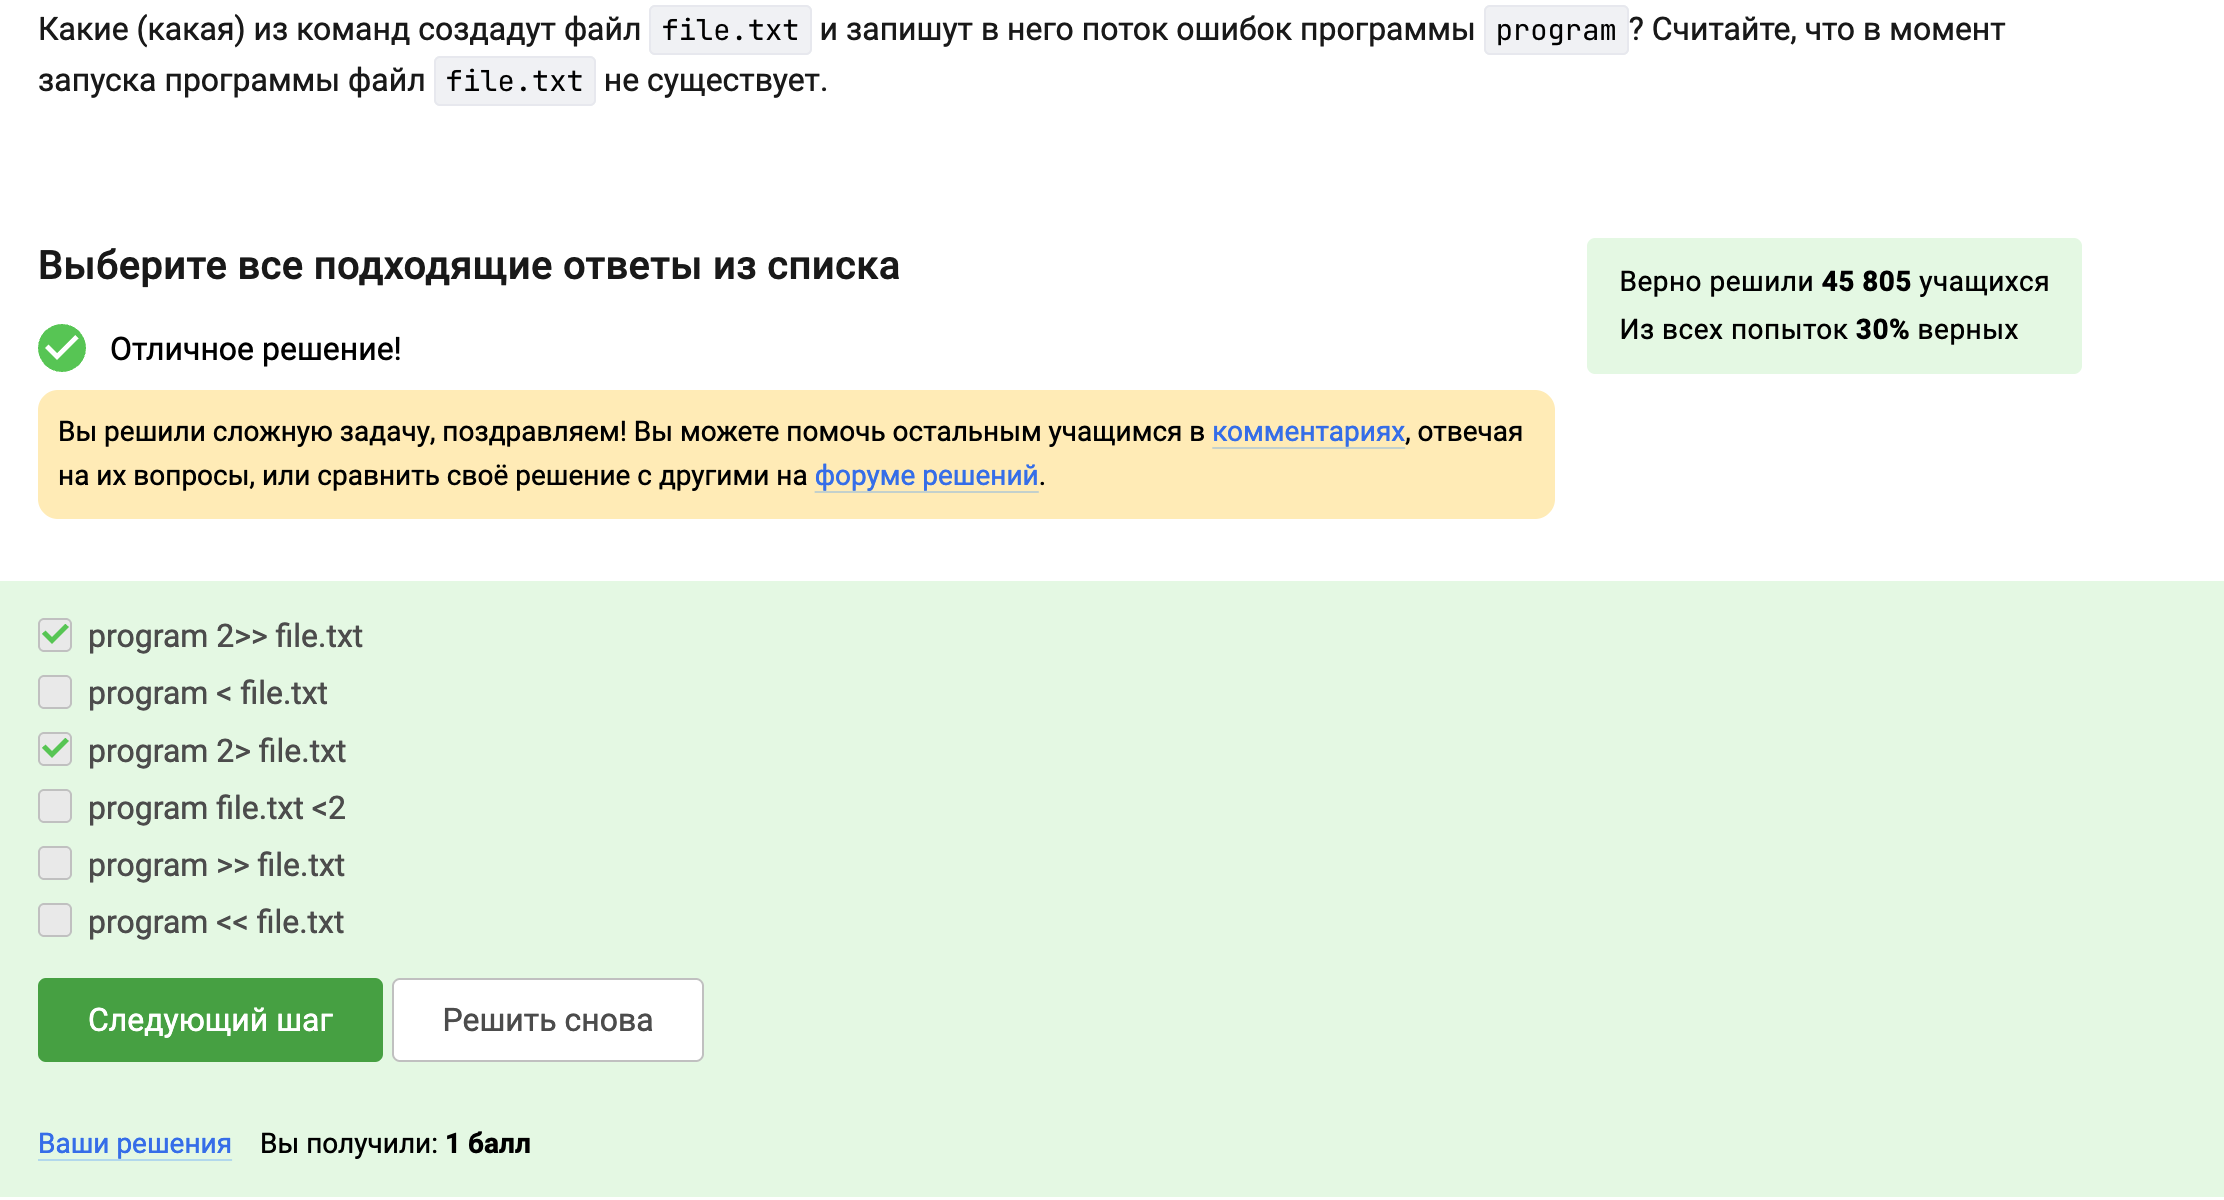 Какие (какая) из команд создадут файл file.txt и запишут в него поток ошибок программы program? Считайте, что в момент
запуска программы файл file.txt не существует.
Выберите все подходящие ответы из списка
Верно решили 45 805 учащихся
Из всех попыток 30% верных
Отличное решение!
Вы решили сложную задачу, поздравляем! Вы можете помочь остальным учащимся в комментариях, отвечая
на их вопросы, или сравнить своё решение с другими на форуме решений.
program 2>> file.txt
program < file.txt
program 2> file.txt
program file.txt <2
program >> file.txt
program << file.txt
Следующий шаг
Решить снова
Ваши решения Вы получили: 1 балл